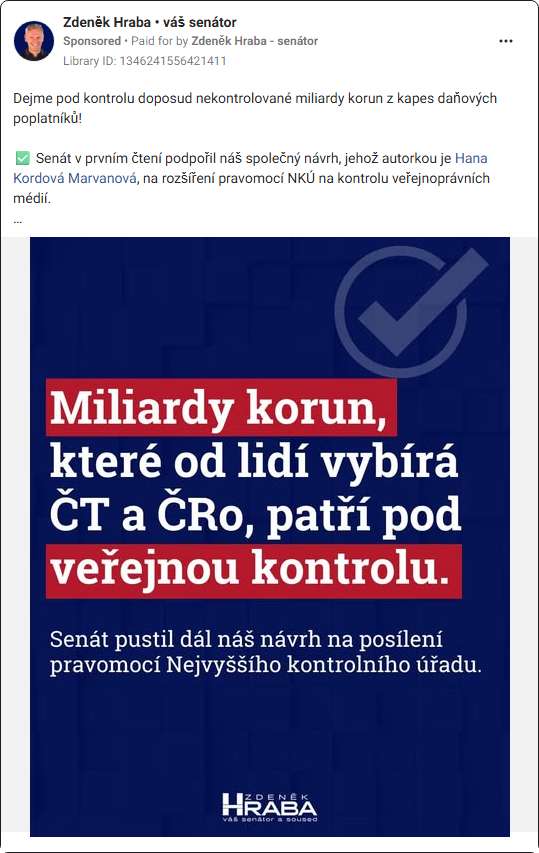 Zdeněk Hraba • váš senátor
Sponsored • Paid for by Zdeněk Hraba - senátor
Library ID: 1346241556421411
Dejme pod kontrolu doposud nekontrolované miliardy korun z kapes daňových
poplatníků!
✅ Senát v prvním čtení podpořil náš společný návrh, jehož autorkou je Hana
Kordová Marvanová, na rozšíření pravomocí NKÚ na kontrolu veřejnoprávních
médií.
...
Miliardy korun,
které od lidí vybírá
ČT a ČRo, patří pod
veřejnou kontrolu.
Senát pustil dál náš návrh na posílení
pravomocí Nejvyššího kontrolního úřadu.
ZDENĚK
HRABA
váš senátor a soused